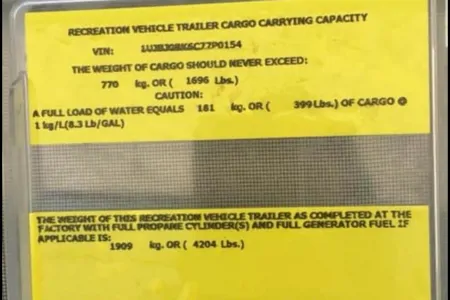 RECREATION VEHICLE TRAILER CARGO CARRYING CAPACITY
VIN:
THE WEIGHT OF CARGO SHOULD NEVER EXCEED:
770 kg. OR ( 1696 Lbs.)
CAUTION:
A FULL LOAD OF WATER EQUALS 181 kg. OR ( 399 Lbs.) OF CARGO @
1 kg/L(8.3 Lb/GAL)
THE WEIGHT OF THIS RECREATION VEHICLE TRAILER AS COMPLETED AT THE
FACTORY WITH FULL PROPANE CYLINDER(S) AND FULL GENERATOR FUEL IF
APPLICABLE IS:
1909 kg. OR ( 4204 Lbs.)